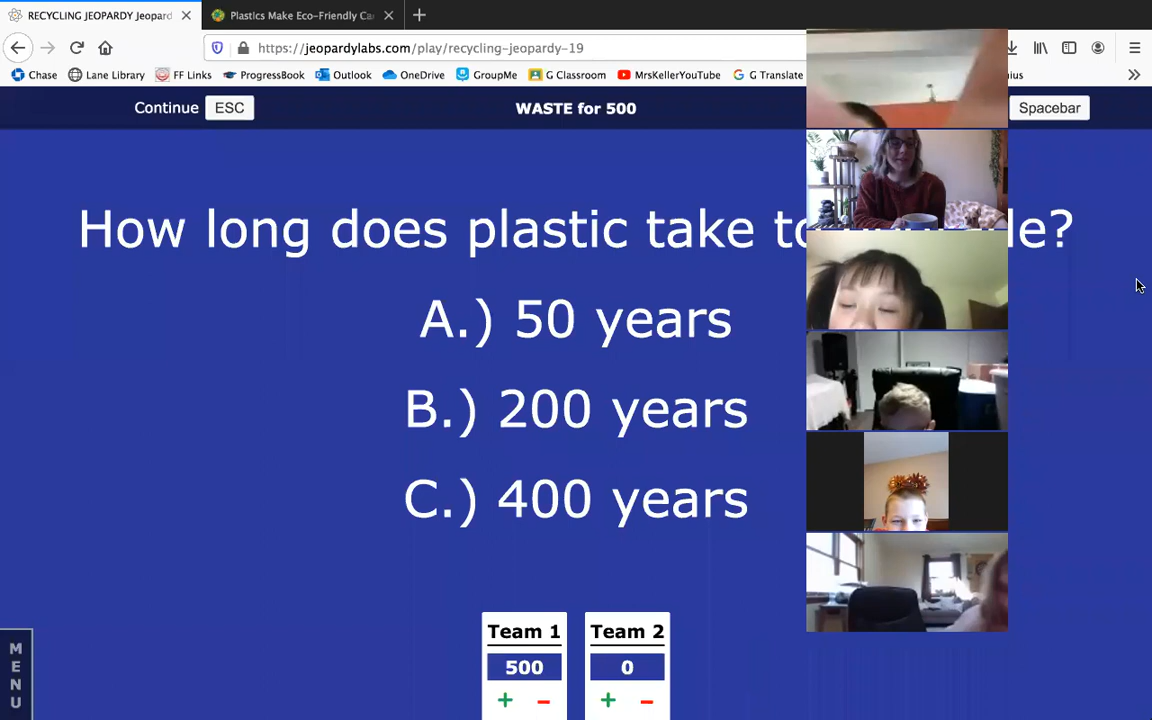 RECYCLING JEOPARDY Jeopard
Plastics Make Eco-Friendly Ca
https://jeopardylabs.com/play/recycling-jeopardy-19
Chase Lane Library FF Links ProgressBook Outlook OneDrive GroupMe G Classroom MrsKellerYouTube G Translate
Continue ESC WASTE for 500 Spacebar
How long does plastic take to
A.) 50 years
B.) 200 years
C.) 400 years
Team 1 Team 2
500 0
+ − + −
MENU